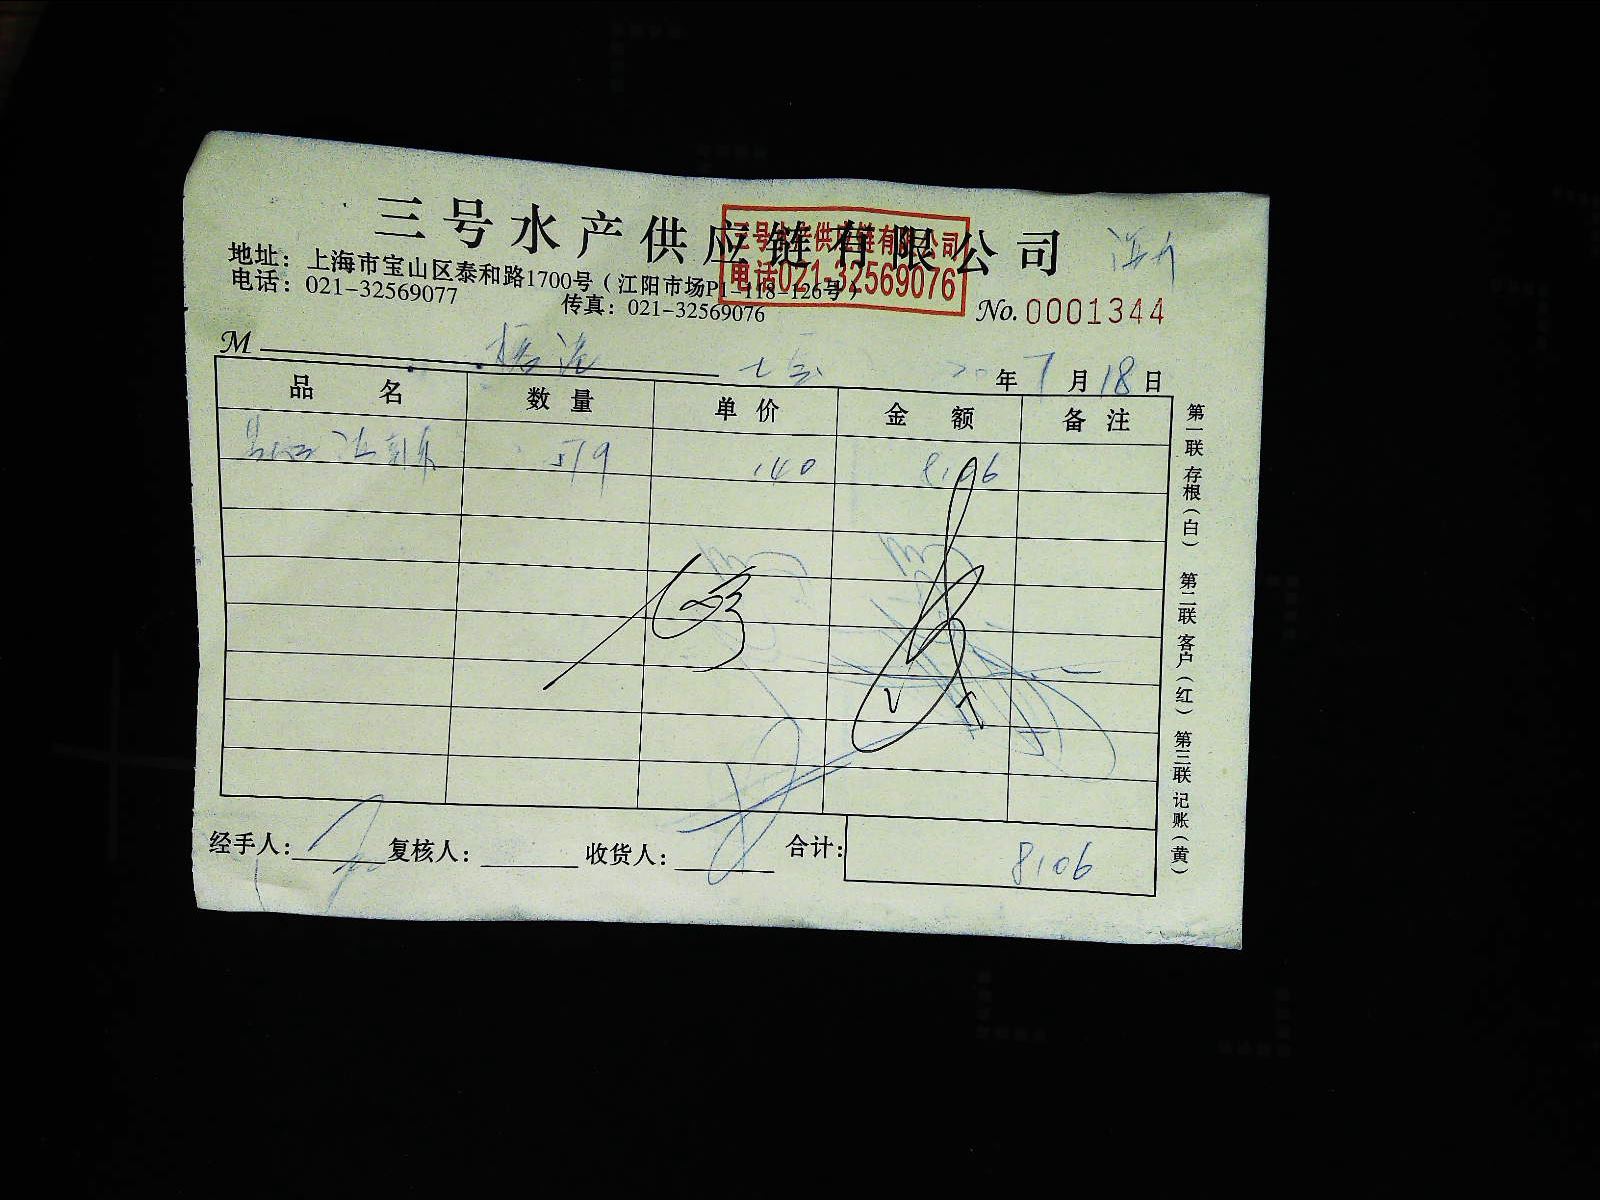 三号水产供应链有限公司
三号水产供应链有限公司
电话021-32569076
地址：上海市宝山区泰和路1700号（江阳市场P1-118-126号）
电话：021-32569077
传真：021-32569076
No. 0001344
M
年 7 月 18 日
品 名 数 量 单 价 金 额 备 注
579 140 8106
经手人： 复核人： 收货人： 合计： 8106
第一联 存根（白） 第二联 客户（红） 第三联 记账（黄）